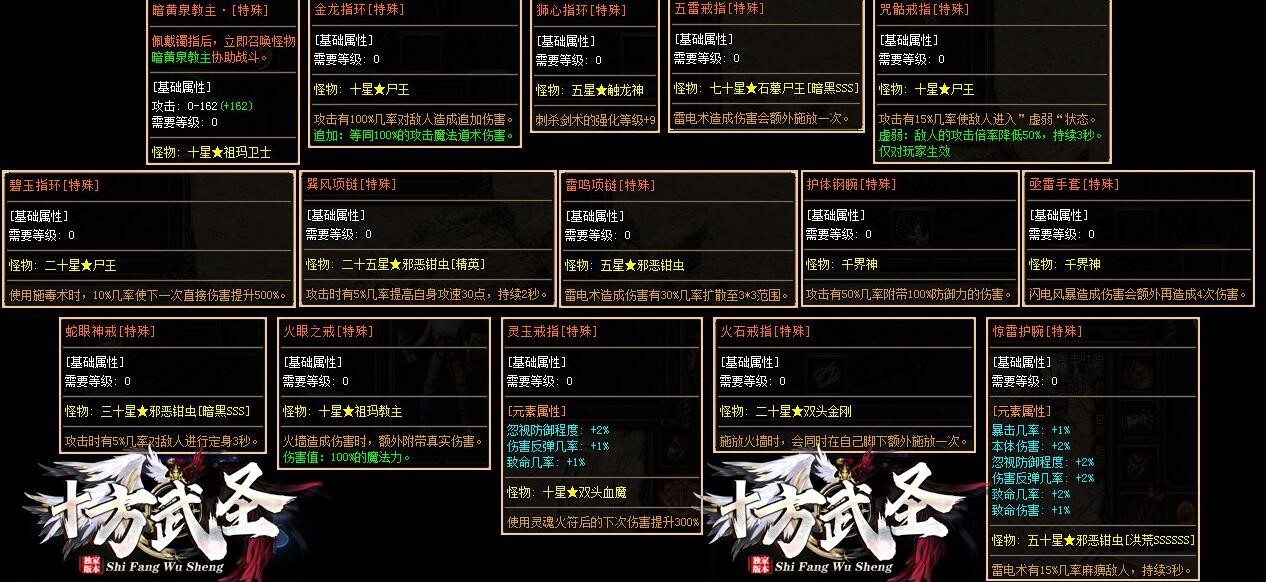 暗黄泉教主·[特殊]
佩戴镯指后，立即召唤怪物
暗黄泉教主协助战斗。
[基础属性]
攻击: 0-162(+162)
需要等级: 0
怪物: 十星★祖玛卫士
金龙指环[特殊]
[基础属性]
需要等级: 0
怪物: 十星★尸王
攻击有100%几率对敌人造成追加伤害。
追加: 等同100%的攻击魔法道术伤害。
狮心指环[特殊]
[基础属性]
需要等级: 0
怪物: 五星★触龙神
刺杀剑术的强化等级+9
五雷戒指[特殊]
[基础属性]
需要等级: 0
怪物: 七十星★石墓尸王[暗黑SSS]
雷电术造成伤害会额外施放一次。
咒骷戒指[特殊]
[基础属性]
需要等级: 0
怪物: 十星★尸王
攻击有15%几率使敌人进入"虚弱"状态。
虚弱: 敌人的攻击倍率降低50%，持续3秒。
仅对玩家生效
碧玉指环[特殊]
[基础属性]
需要等级: 0
怪物: 二十星★尸王
使用施毒术时，10%几率使下一次直接伤害提升500%。
巽风项链[特殊]
[基础属性]
需要等级: 0
怪物: 二十五星★邪恶钳虫[精英]
攻击时有5%几率提高自身攻速30点，持续2秒。
雷鸣项链[特殊]
[基础属性]
需要等级: 0
怪物: 五星★邪恶钳虫
雷电术造成伤害有30%几率扩散至3*3范围。
护体钢腕[特殊]
[基础属性]
需要等级: 0
怪物: 千界神
攻击有50%几率附带100%防御力的伤害。
亟雷手套[特殊]
[基础属性]
需要等级: 0
怪物: 千界神
闪电风暴造成伤害会额外再造成4次伤害。
蛇眼神戒[特殊]
[基础属性]
需要等级: 0
怪物: 三十星★邪恶钳虫[暗黑SSS]
攻击时有5%几率对敌人进行定身3秒。
火眼之戒[特殊]
[基础属性]
需要等级: 0
怪物: 十星★祖玛教主
火墙造成伤害时，额外附带真实伤害。
伤害值: 100%的魔法力。
灵玉戒指[特殊]
[基础属性]
需要等级: 0
[元素属性]
忽视防御程度: +2%
伤害反弹几率: +1%
致命几率: +1%
怪物: 十星★双头血魔
使用灵魂火符后的下次伤害提升300%
火石戒指[特殊]
[基础属性]
需要等级: 0
怪物: 二十星★双头金刚
施放火墙时，会同时在自己脚下额外施放一次。
惊雷护腕[特殊]
[基础属性]
需要等级: 0
[元素属性]
暴击几率: +1%
本体伤害: +2%
忽视防御程度: +2%
伤害反弹几率: +2%
致命几率: +2%
致命伤害: +1%
怪物: 五十星★邪恶钳虫[洪荒SSSSSS]
雷电术有15%几率麻痹敌人，持续3秒。
十方武圣
独家版本
Shi Fang Wu Sheng
十方武圣
独家版本
Shi Fang Wu Sheng